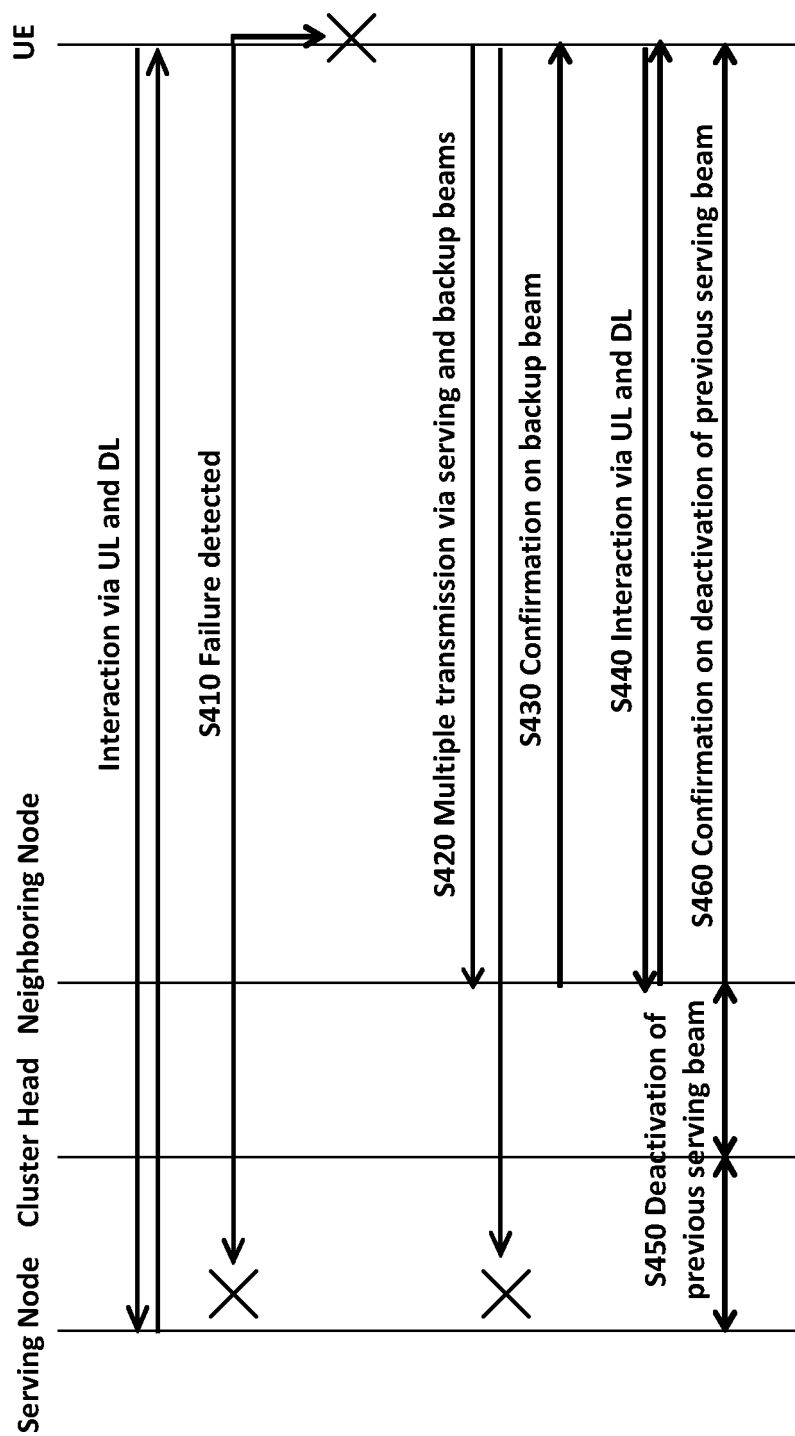 Serving Node
Cluster Head
Neighboring Node
UE
Interaction via UL and DL
S410 Failure detected
S420 Multiple transmission via serving and backup beams
S430 Confirmation on backup beam
S440 Interaction via UL and DL
S450 Deactivation of
previous serving beam
S460 Confirmation on deactivation of previous serving beam